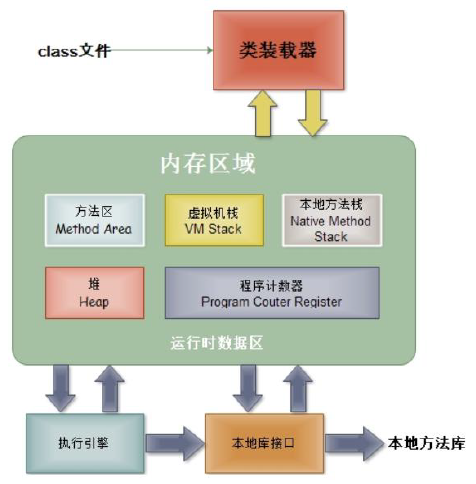 class文件
类装载器
内存区域
方法区
Method Area
虚拟机栈
VM Stack
本地方法栈
Native Method
Stack
堆
Heap
程序计数器
Program Couter Register
运行时数据区
执行引擎
本地库接口
本地方法库